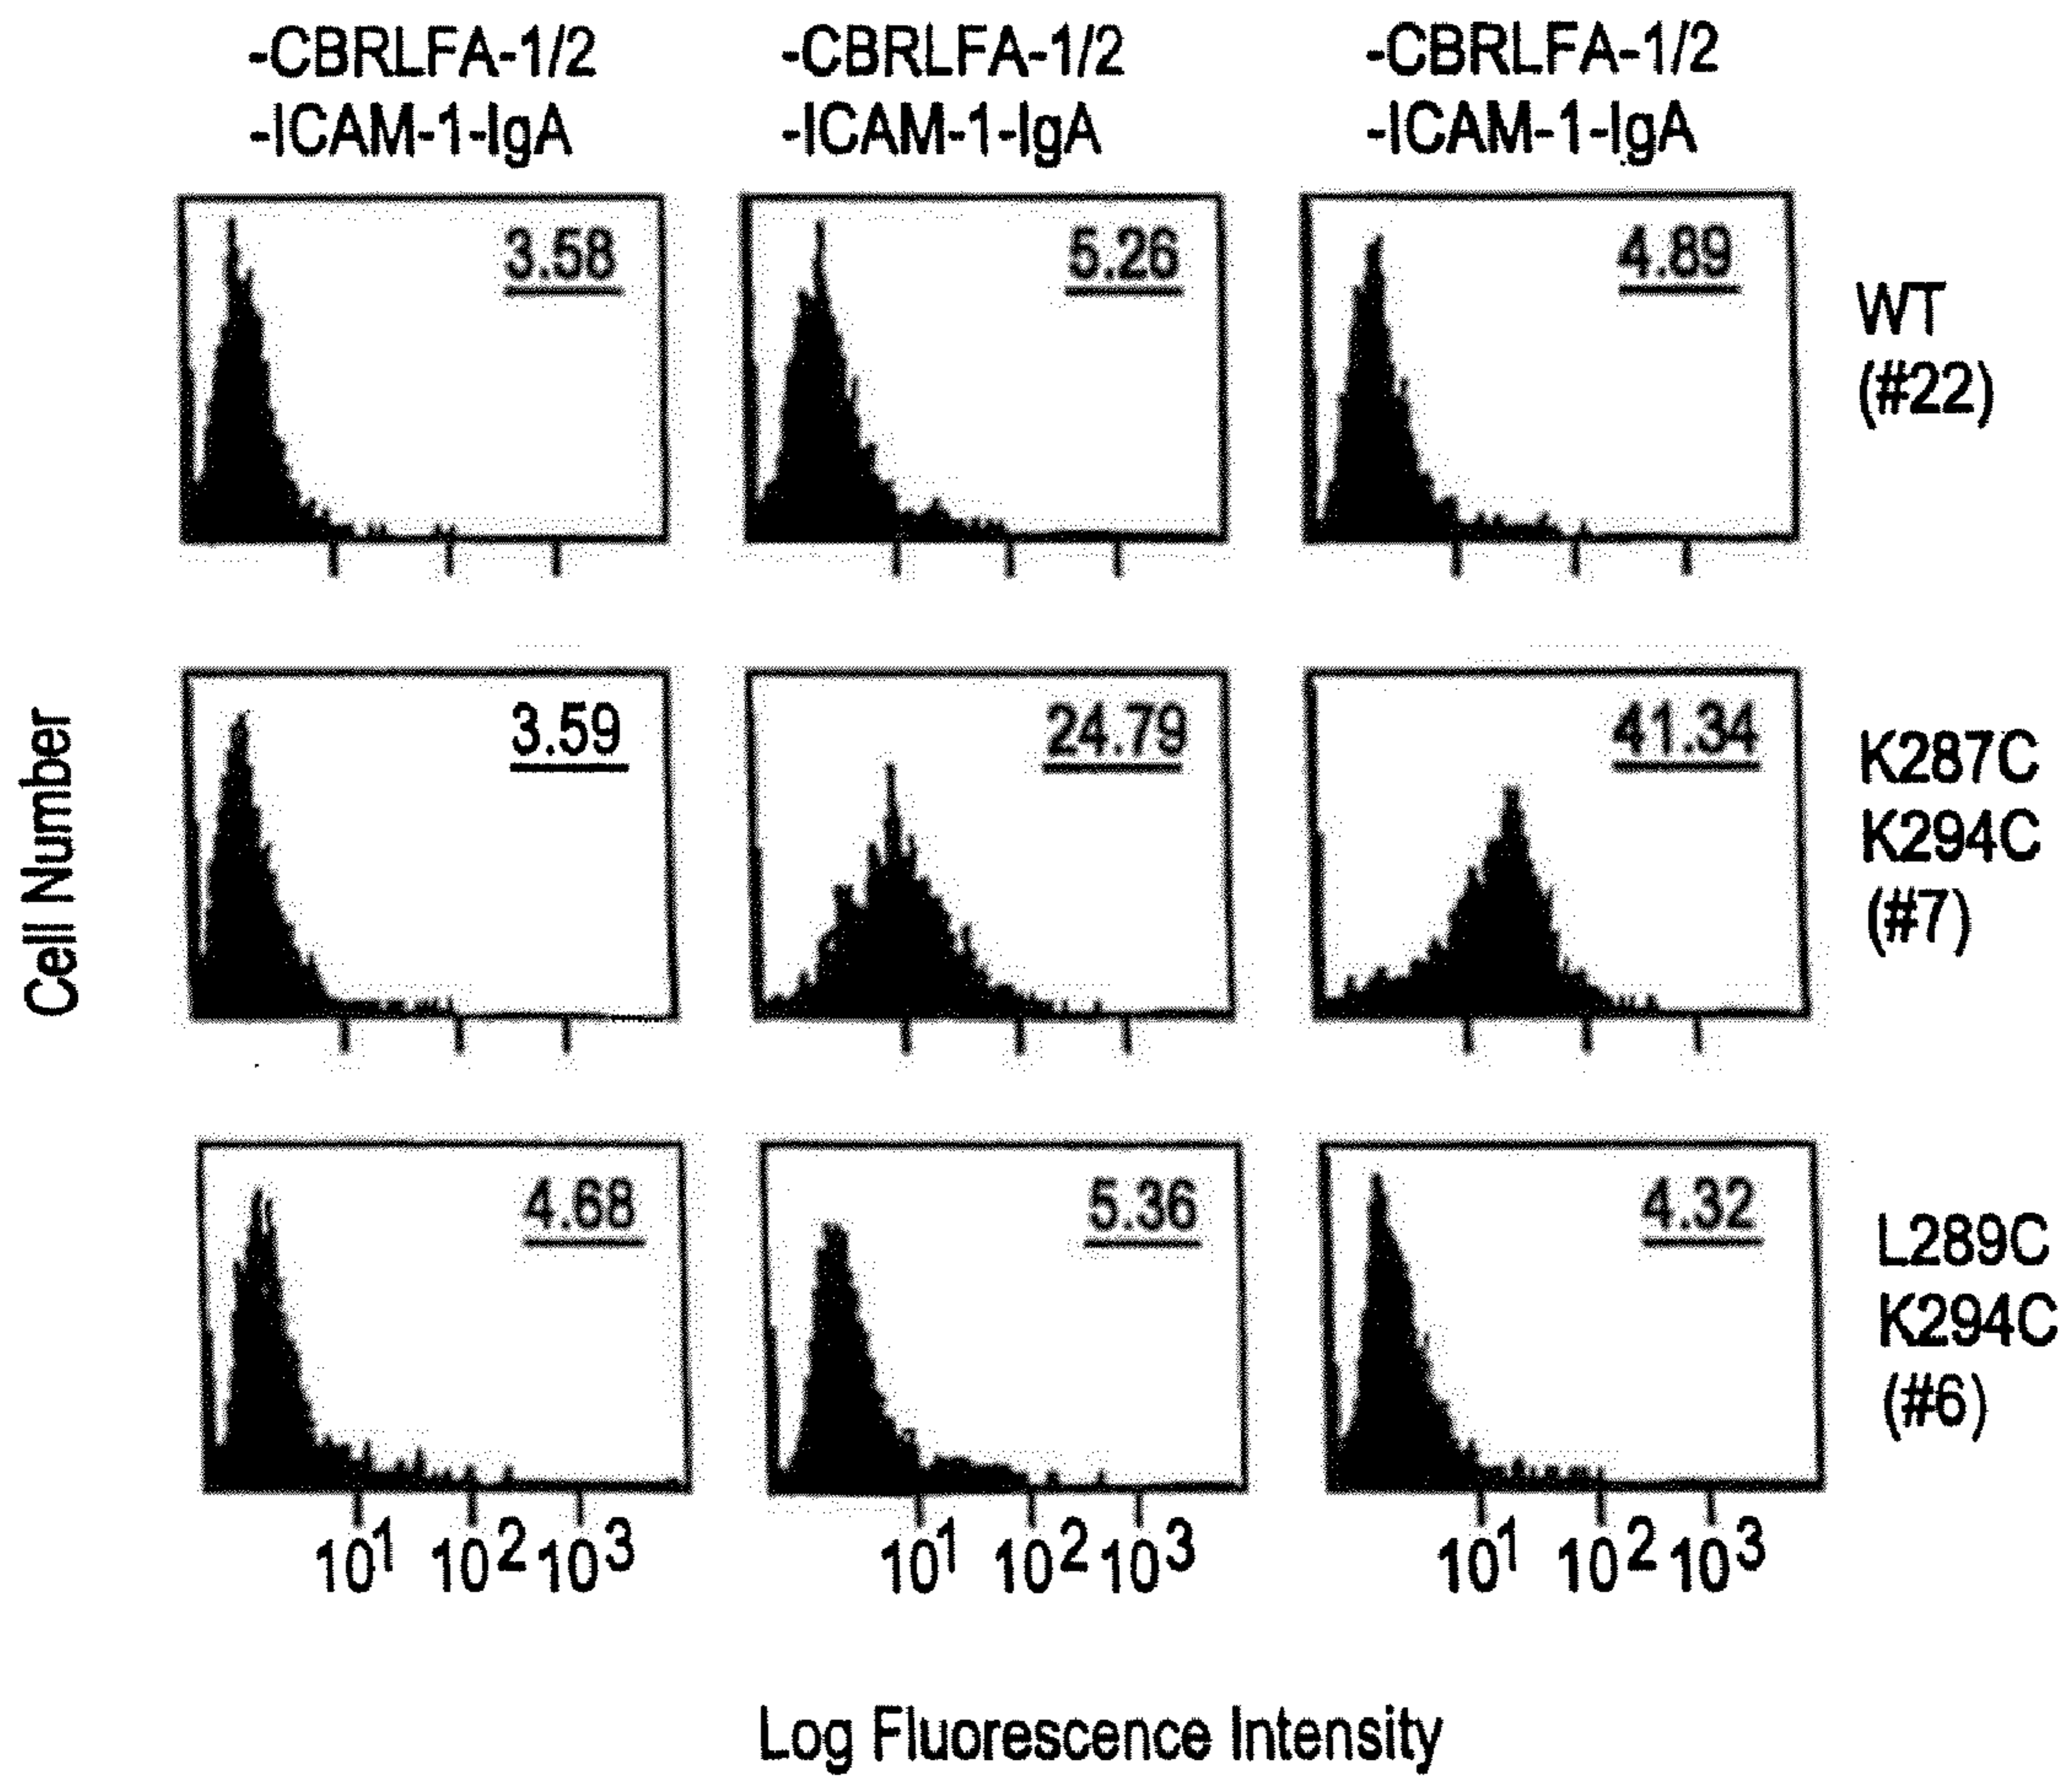 -CBRLFA-1/2
-ICAM-1-IgA
-CBRLFA-1/2
-ICAM-1-IgA
-CBRLFA-1/2
-ICAM-1-IgA
3.58
5.26
4.89
WT
(#22)
Cell Number
3.59
24.79
41.34
K287C
K294C
(#7)
4.68
5.36
4.32
L289C
K294C
(#6)
10¹ 10² 10³
10¹ 10² 10³
10¹ 10² 10³
Log Fluorescence Intensity